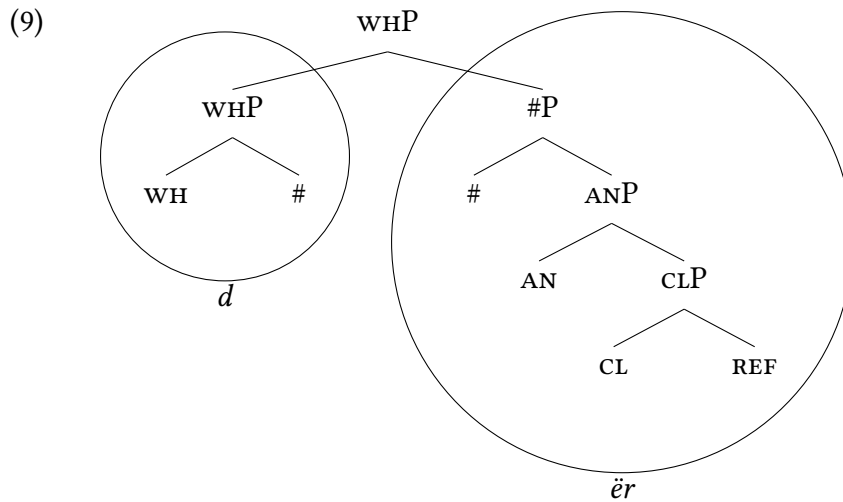 (9)
WHP
WHP #P
WH # # ANP
AN CLP
d
CL REF
ër